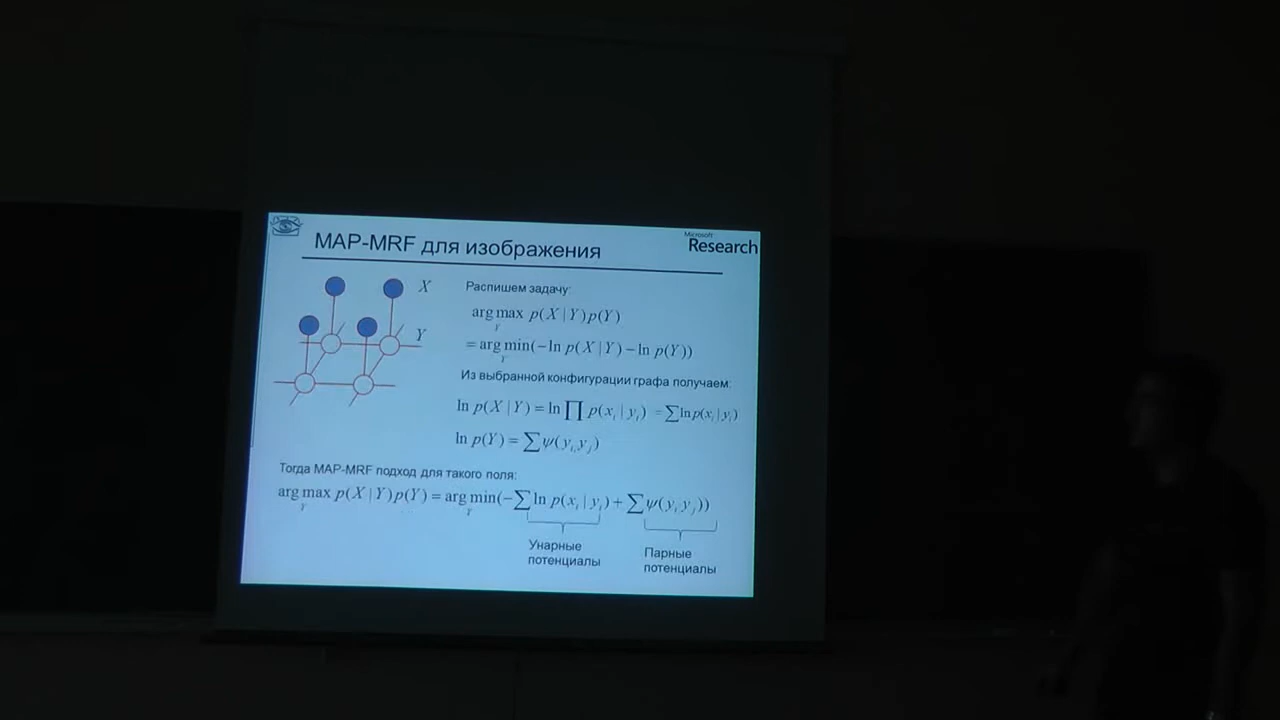 MAP-MRF для изображения
Microsoft
Research
X
Y
Распишем задачу:
arg max p(X | Y)p(Y)
Y
= arg min(−ln p(X | Y) − ln p(Y))
Y
Из выбранной конфигурации графа получаем:
ln p(X | Y) = ln ∏ p(x_i | y_i) = ∑ ln p(x_i | y_i)
ln p(Y) = ∑ ψ(y_i, y_j)
Тогда MAP-MRF подход для такого поля:
arg max p(X | Y)p(Y) = arg min(−∑ ln p(x_i | y_i) + ∑ ψ(y_i, y_j))
Y Y
Унарные
потенциалы
Парные
потенциалы